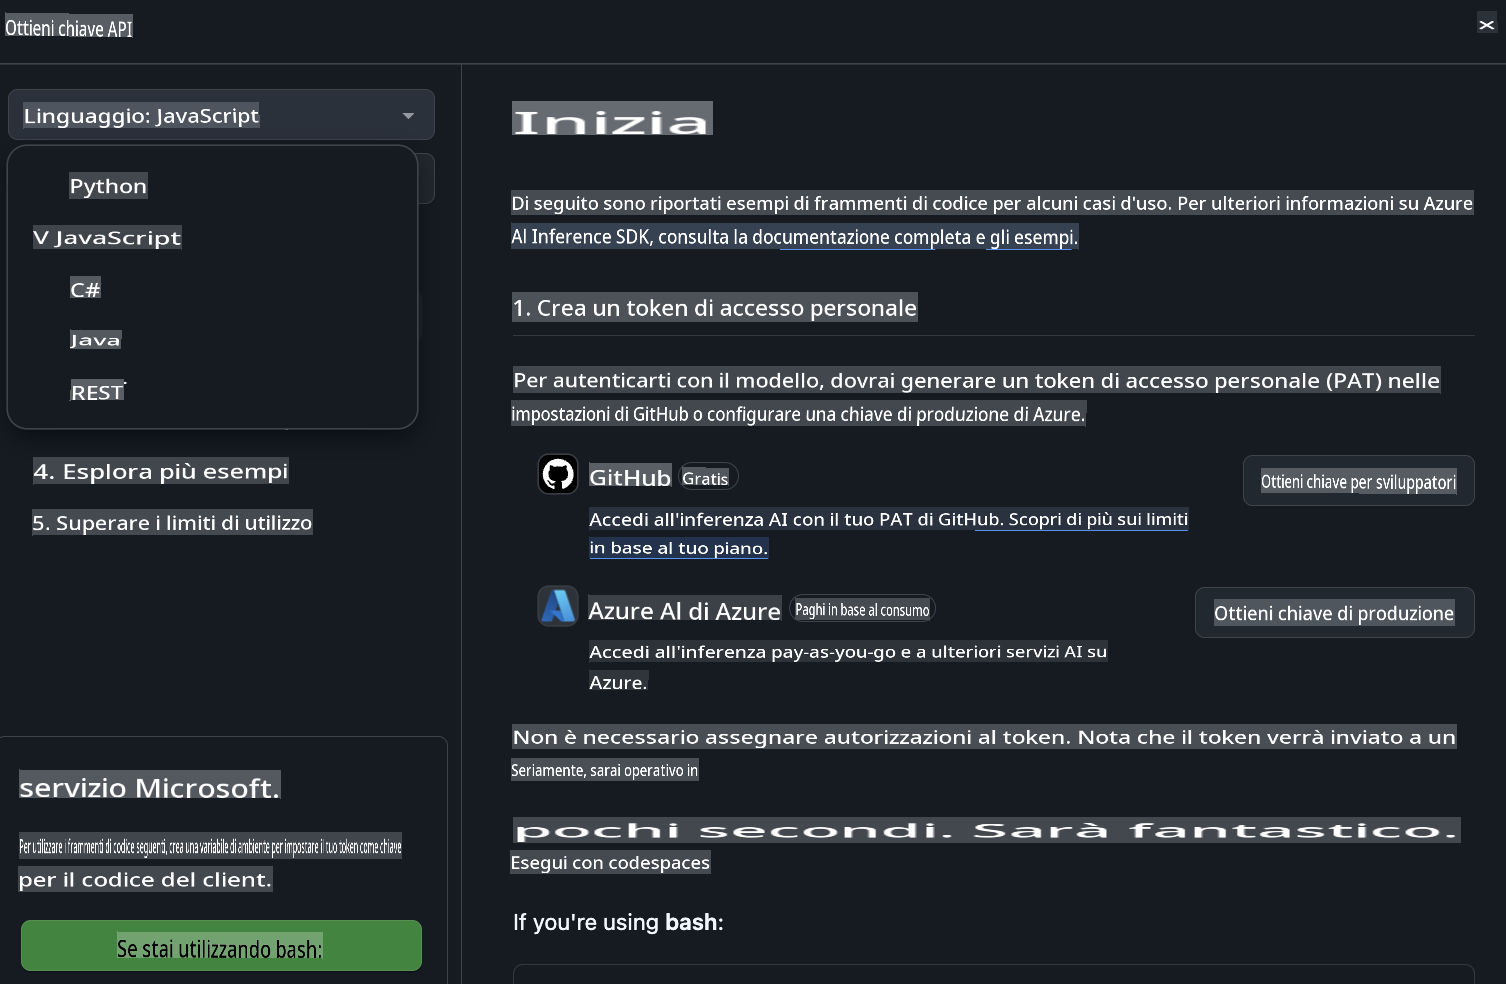 Ottieni chiave API
Linguaggio: JavaScript
Python
V JavaScript
C#
Java
REST
4. Esplora più esempi
5. Superare i limiti di utilizzo
servizio Microsoft.
Per utilizzare i frammenti di codice seguenti, crea una variabile di ambiente per impostare il tuo token come chiave
per il codice del client.
Se stai utilizzando bash:
Inizia
Di seguito sono riportati esempi di frammenti di codice per alcuni casi d'uso. Per ulteriori informazioni su Azure
AI Inference SDK, consulta la documentazione completa e gli esempi.
1. Crea un token di accesso personale
Per autenticarti con il modello, dovrai generare un token di accesso personale (PAT) nelle
impostazioni di GitHub o configurare una chiave di produzione di Azure.
GitHub Gratis
Ottieni chiave per sviluppatori
Accedi all'inferenza AI con il tuo PAT di GitHub. Scopri di più sui limiti
in base al tuo piano.
Azure AI di Azure Paghi in base al consumo
Ottieni chiave di produzione
Accedi all'inferenza pay-as-you-go e a ulteriori servizi AI su
Azure.
Non è necessario assegnare autorizzazioni al token. Nota che il token verrà inviato a un
Seriamente, sarai operativo in
pochi secondi. Sarà fantastico.
Esegui con codespaces
If you're using bash: